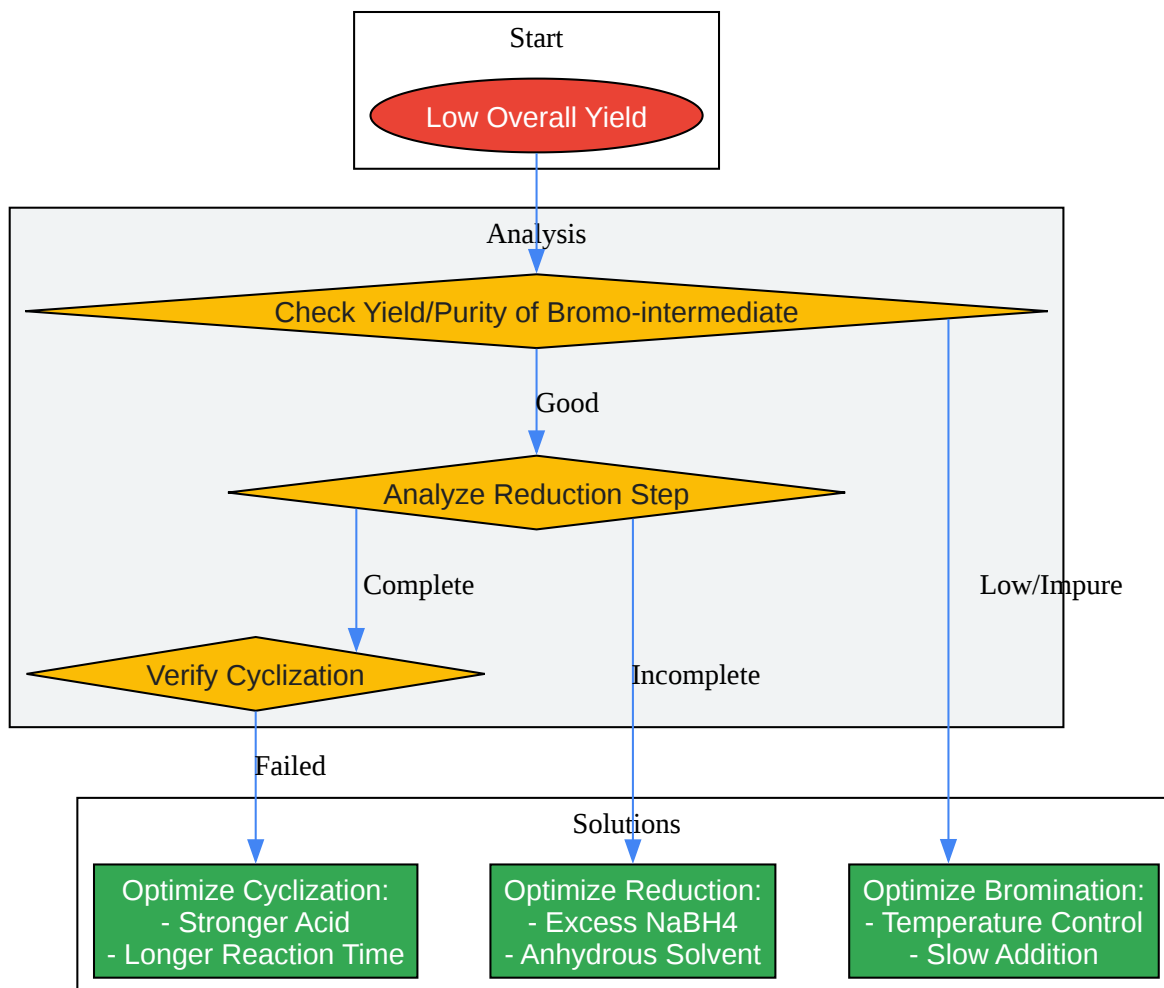 Start
Low Overall Yield
Analysis
Check Yield/Purity of Bromo-intermediate
Good
Analyze Reduction Step
Complete
Low/Impure
Verify Cyclization
Incomplete
Failed
Solutions
Optimize Cyclization:
- Stronger Acid
- Longer Reaction Time
Optimize Reduction:
- Excess NaBH4
- Anhydrous Solvent
Optimize Bromination:
- Temperature Control
- Slow Addition